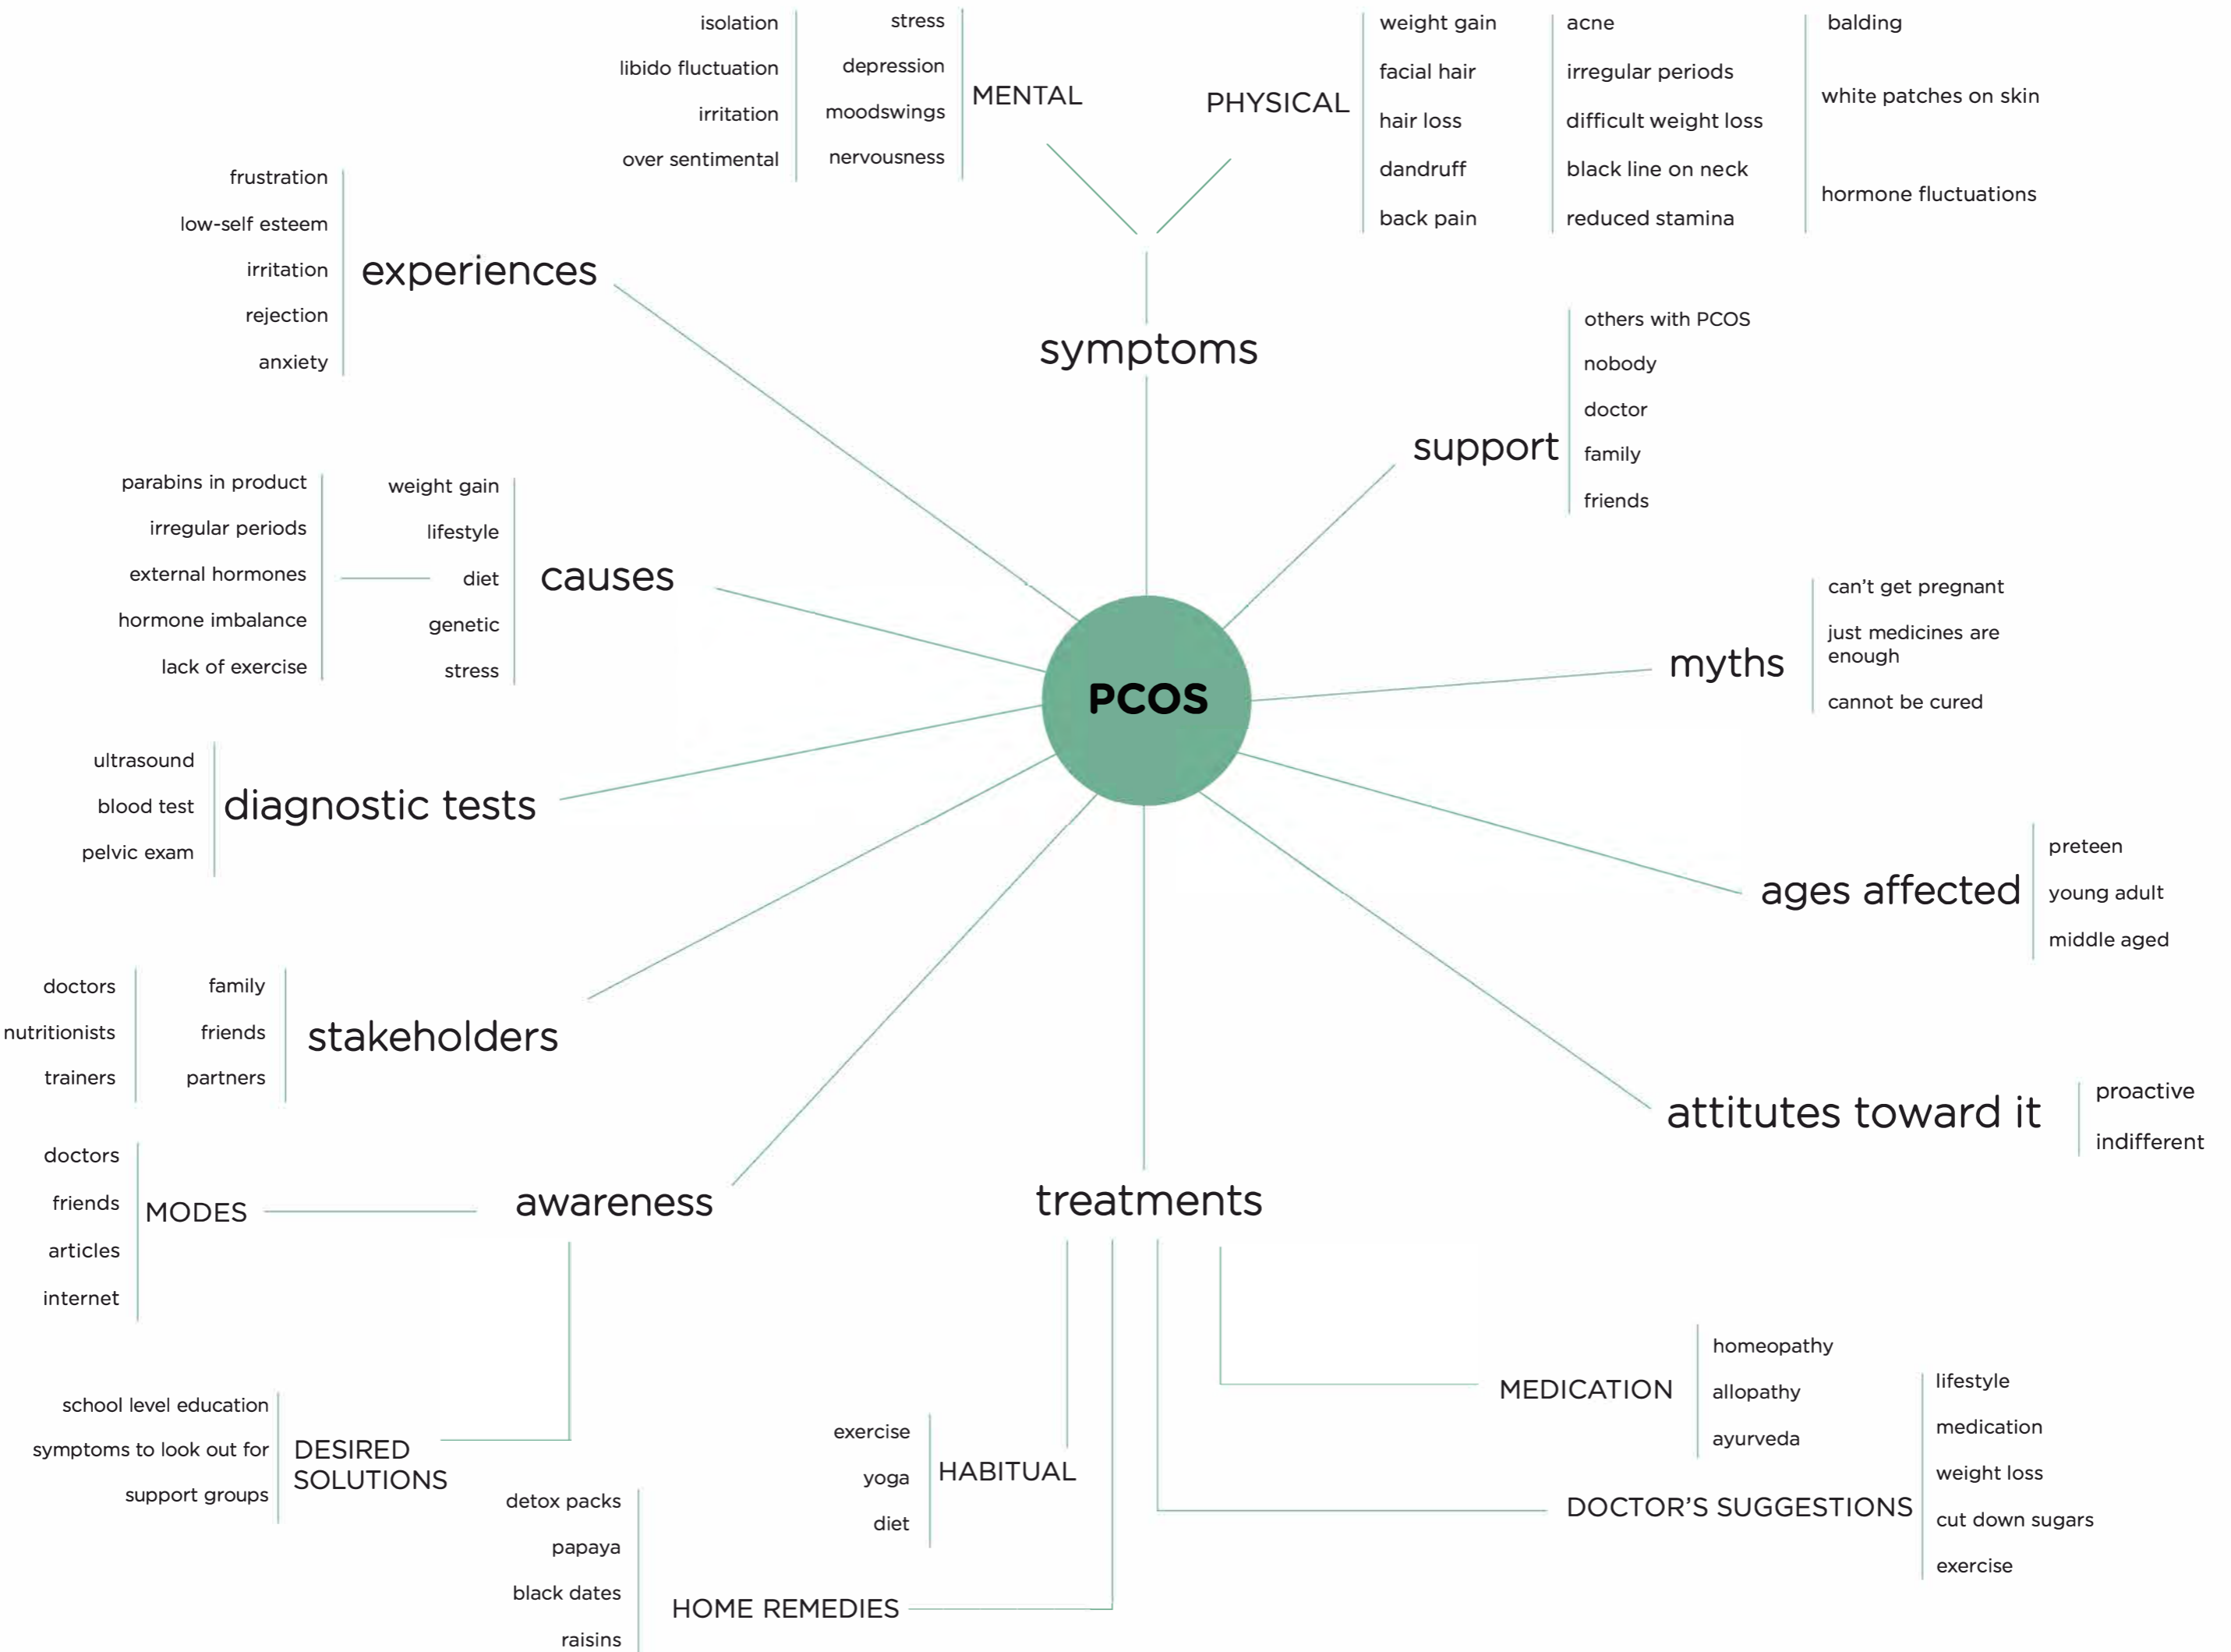 isolation
libido fluctuation
irritation
over sentimental
stress
depression
moodswings
nervousness
MENTAL
PHYSICAL
weight gain
facial hair
hair loss
dandruff
back pain
acne
irregular periods
difficult weight loss
black line on neck
reduced stamina
balding
white patches on skin
hormone fluctuations
symptoms
frustration
low-self esteem
irritation
rejection
anxiety
experiences
others with PCOS
nobody
doctor
family
friends
support
parabins in product
irregular periods
external hormones
hormone imbalance
lack of exercise
weight gain
lifestyle
diet
genetic
stress
causes
can't get pregnant
just medicines are
enough
cannot be cured
myths
PCOS
ultrasound
blood test
pelvic exam
diagnostic tests
ages affected
preteen
young adult
middle aged
doctors
nutritionists
trainers
family
friends
partners
stakeholders
attitutes toward it
proactive
indifferent
doctors
friends
articles
internet
MODES
awareness
treatments
school level education
symptoms to look out for
support groups
DESIRED
SOLUTIONS
exercise
yoga
diet
HABITUAL
MEDICATION
homeopathy
allopathy
ayurveda
DOCTOR'S SUGGESTIONS
lifestyle
medication
weight loss
cut down sugars
exercise
detox packs
papaya
black dates
raisins
HOME REMEDIES